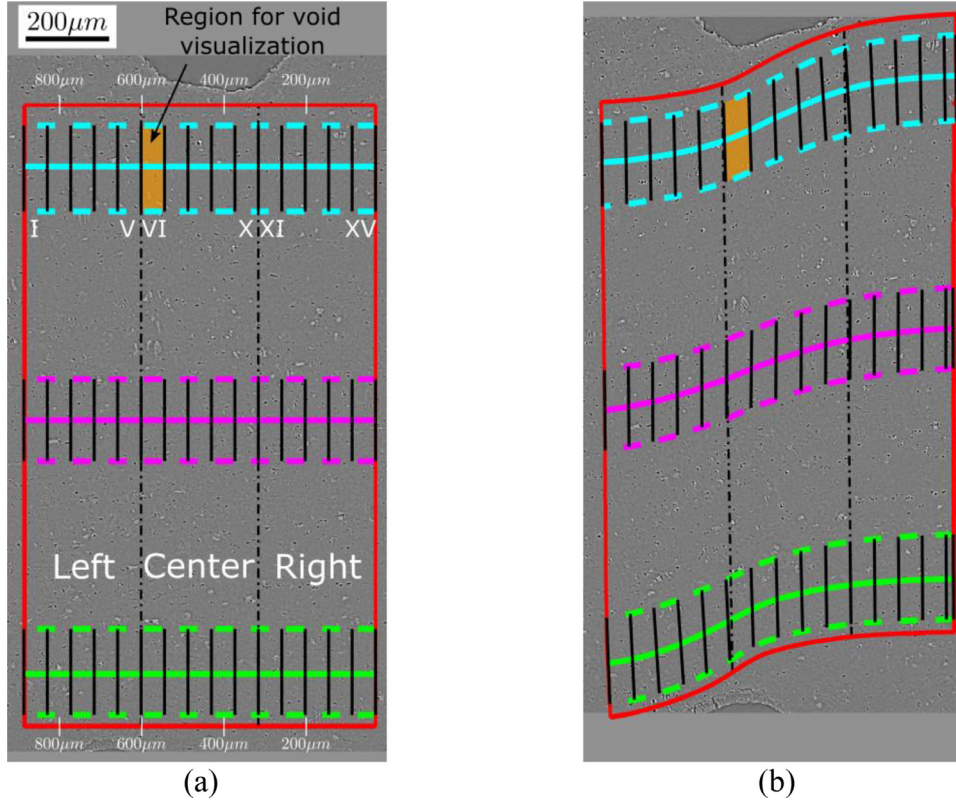 200μm
Region for void
visualization
800μm 600μm 400μm 200μm
I V VI X XI XV
Left Center Right
800μm 600μm 400μm 200μm
(a) (b)